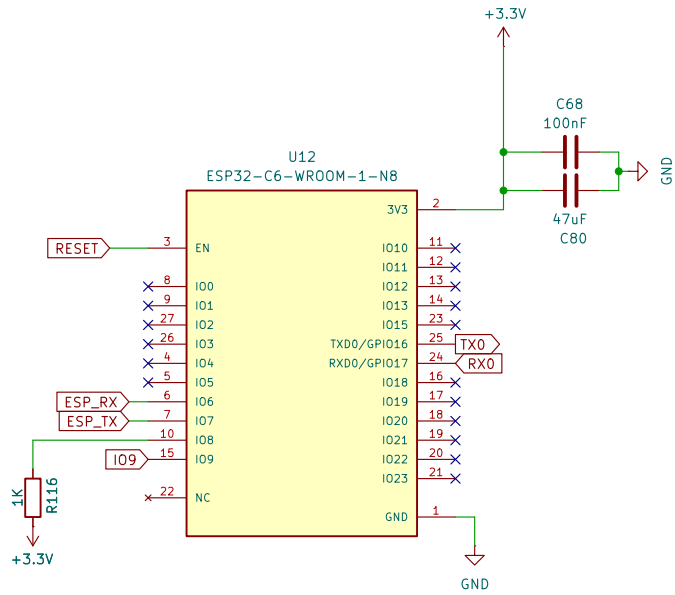 +3.3V
C68
100nF
GND
47uF
C80
U12
ESP32-C6-WROOM-1-N8
3V3 2
RESET 3 EN
IO10 11
IO11 12
8 IO0 IO12 13
9 IO1 IO13 14
27 IO2 IO15 23
26 IO3 TXD0/GPIO16 25 TX0
4 IO4 RXD0/GPIO17 24 RX0
5 IO5 IO18 16
ESP_RX 6 IO6 IO19 17
ESP_TX 7 IO7 IO20 18
10 IO8 IO21 19
IO9 15 IO9 IO22 20
IO23 21
22 NC
GND 1
1K
R116
+3.3V
GND